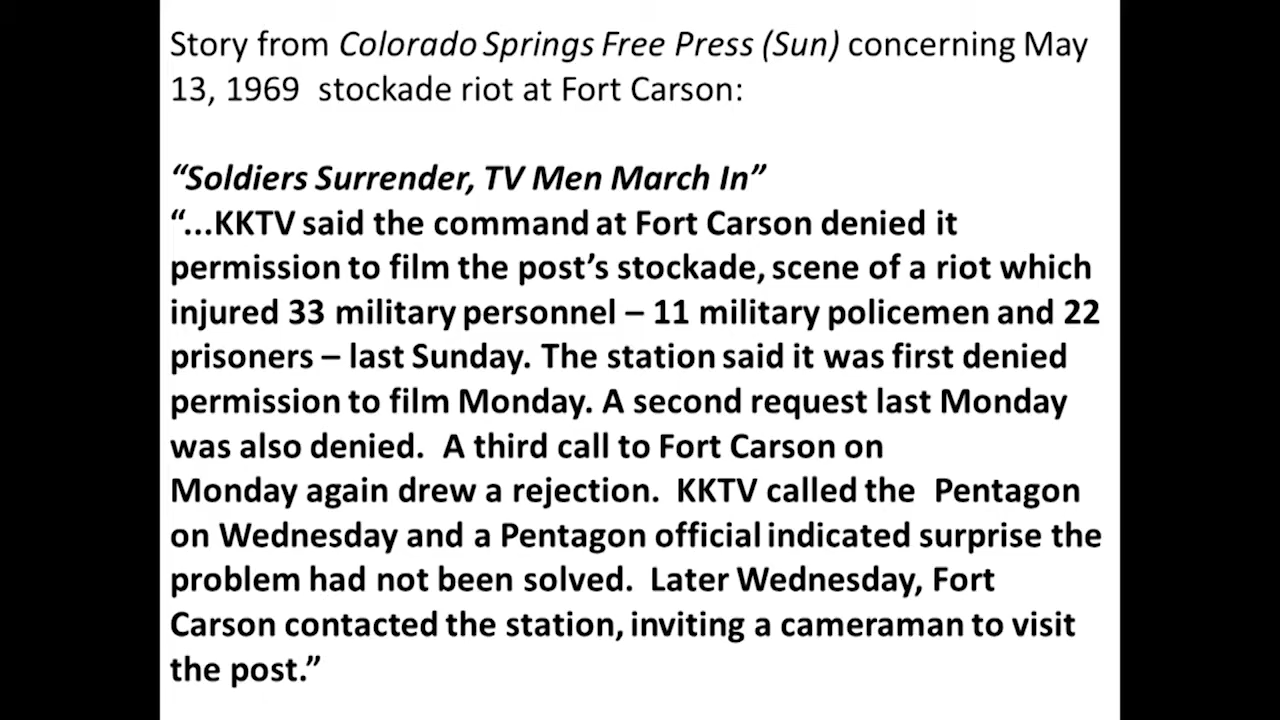 Story from Colorado Springs Free Press (Sun) concerning May
13, 1969  stockade riot at Fort Carson:
“Soldiers Surrender, TV Men March In”
“...KKTV said the command at Fort Carson denied it
permission to film the post’s stockade, scene of a riot which
injured 33 military personnel – 11 military policemen and 22
prisoners – last Sunday. The station said it was first denied
permission to film Monday. A second request last Monday
was also denied.  A third call to Fort Carson on
Monday again drew a rejection.  KKTV called the  Pentagon
on Wednesday and a Pentagon official indicated surprise the
problem had not been solved.  Later Wednesday, Fort
Carson contacted the station, inviting a cameraman to visit
the post.”